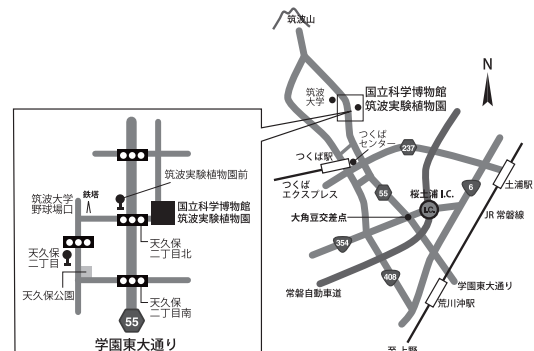 筑波山
N
筑波
大学
国立科学博物館
筑波実験植物園
つくば
センター
237
つくば駅
つくば
エクスプレス
55
桜土浦 I.C.
I.C.
6
土浦駅
大角豆交差点
JR 常磐線
354
408
常磐自動車道
学園東大通り
荒川沖駅
至 上野
筑波実験植物園前
筑波大学
野球場口
鉄塔
国立科学博物館
筑波実験植物園
天久保
二丁目
天久保
二丁目北
天久保公園
天久保
二丁目南
55
学園東大通り